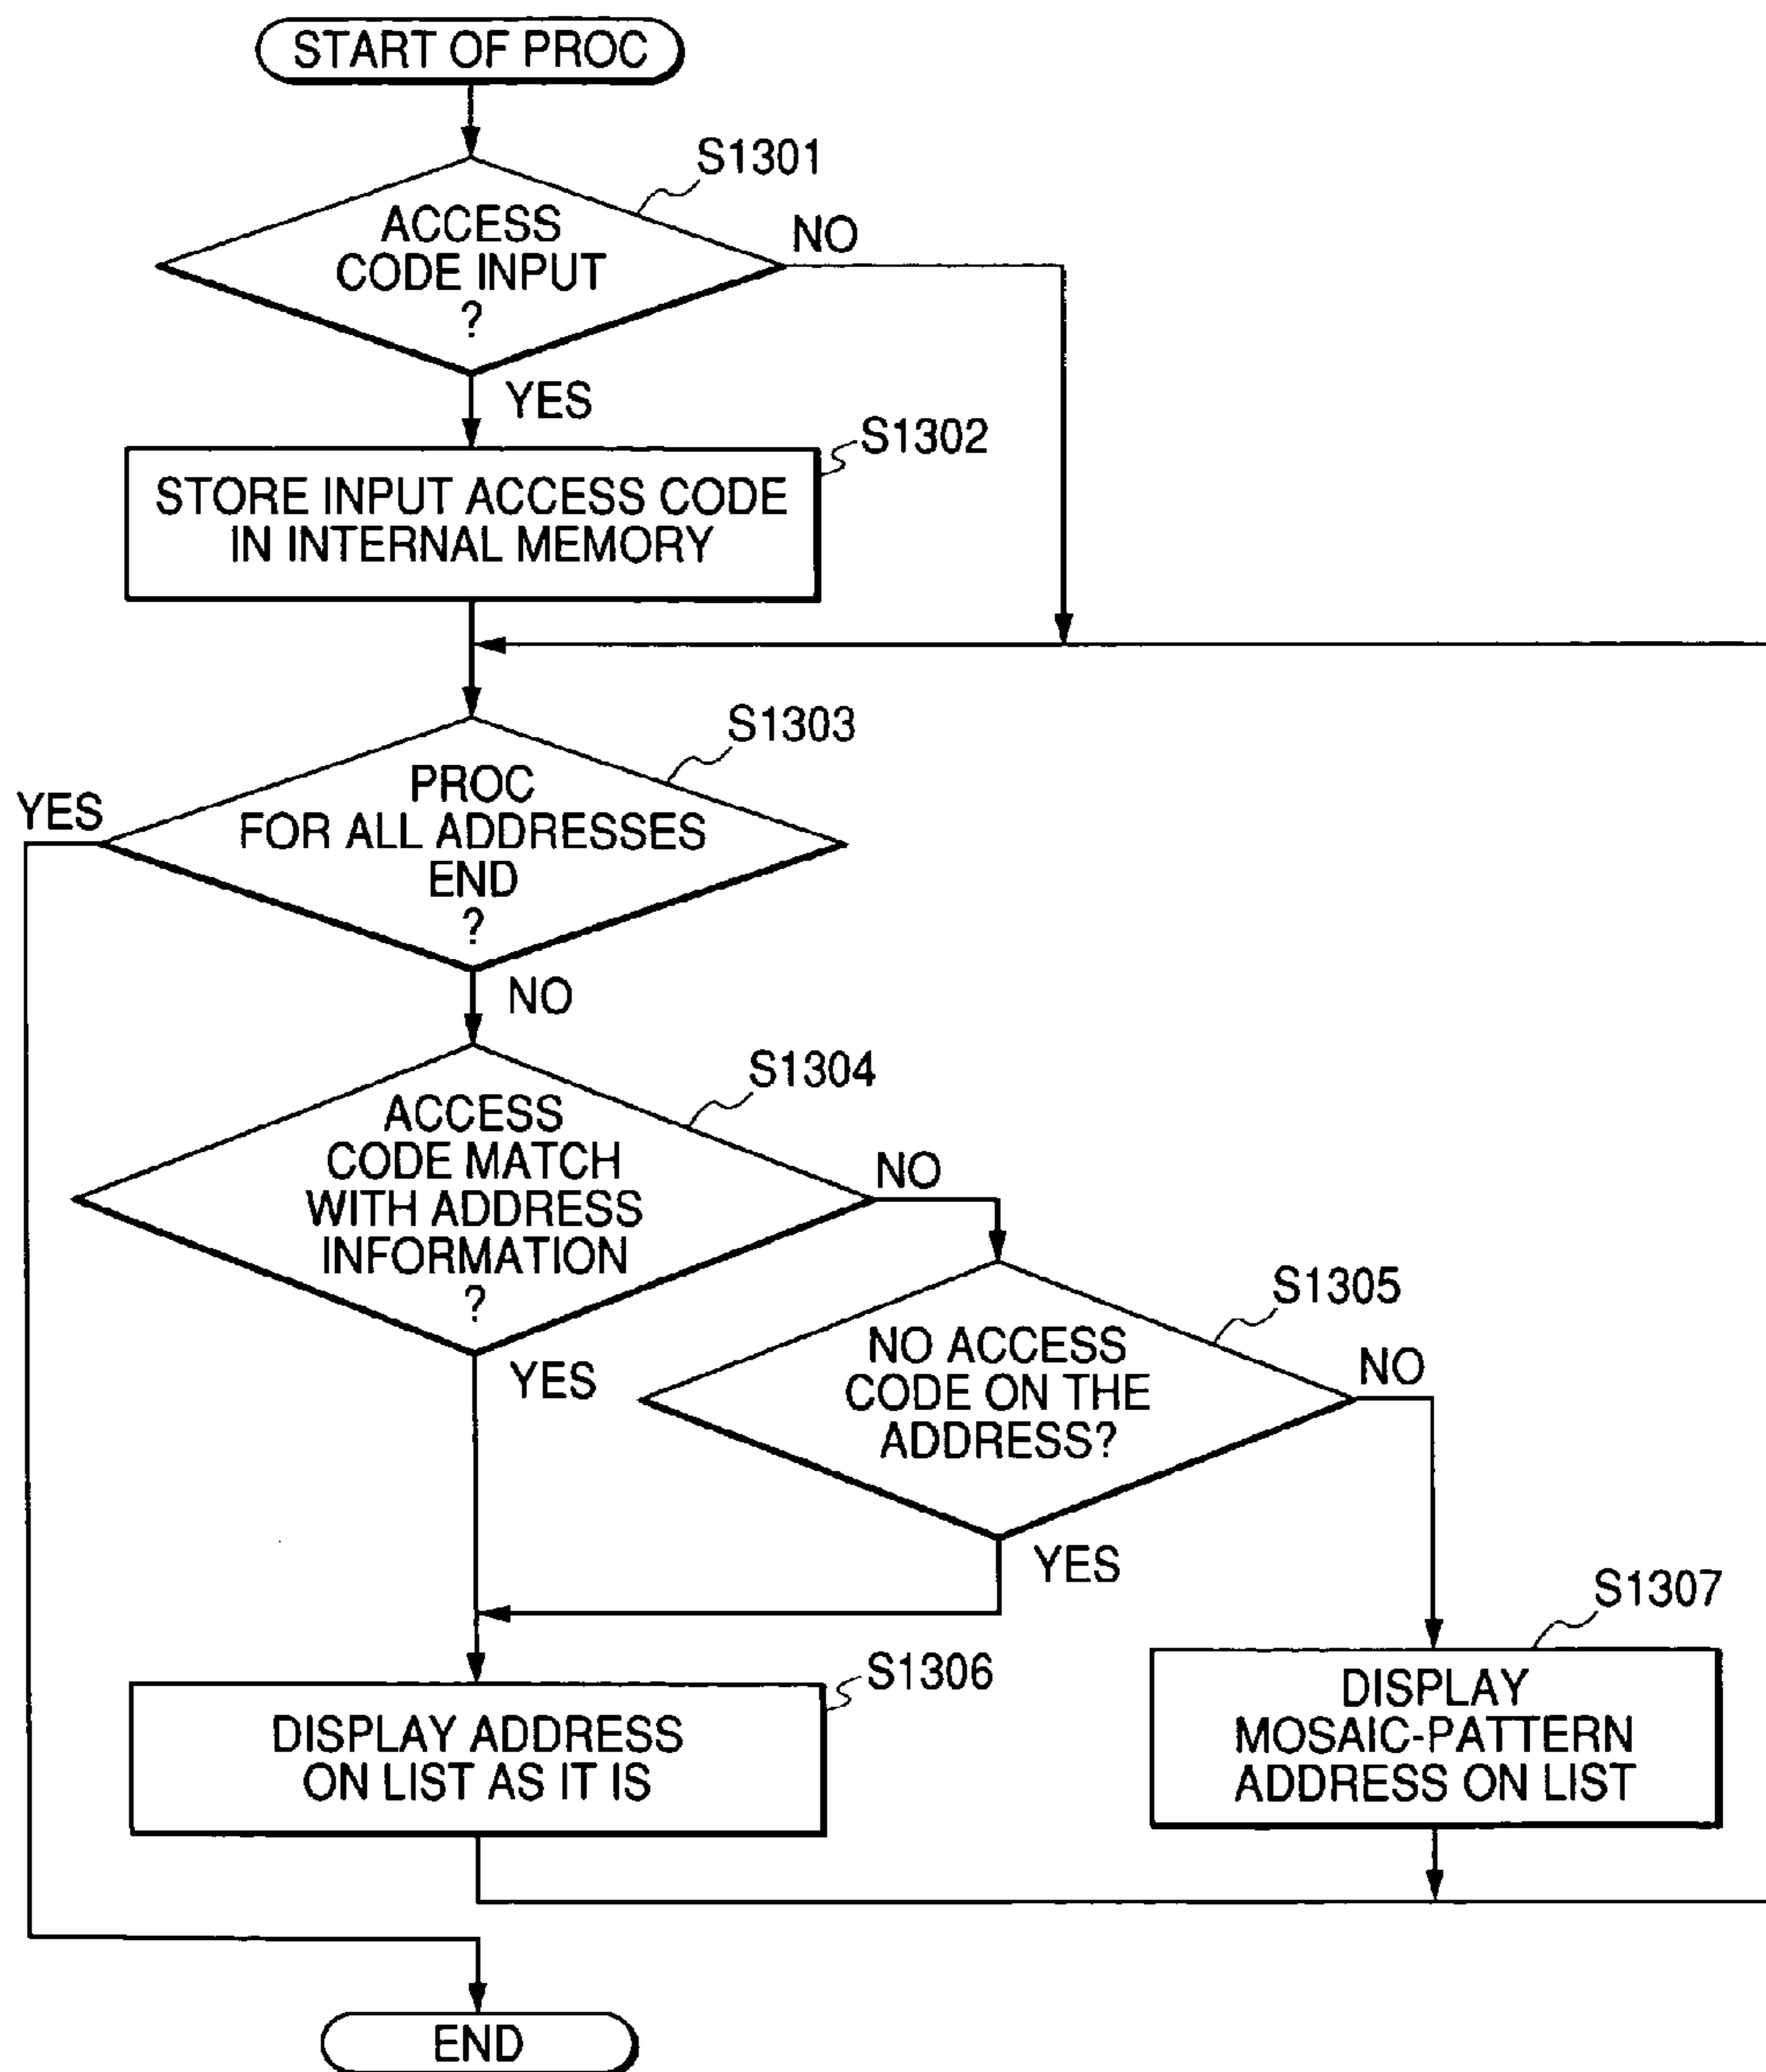 START OF PROC
S1301
ACCESS
CODE INPUT
?
NO
YES
S1302
STORE INPUT ACCESS CODE
IN INTERNAL MEMORY
S1303
PROC
FOR ALL ADDRESSES
END
?
YES
NO
S1304
ACCESS
CODE MATCH
WITH ADDRESS
INFORMATION
?
NO
YES
S1305
NO ACCESS
CODE ON THE
ADDRESS?
NO
YES
S1306
DISPLAY ADDRESS
ON LIST AS IT IS
S1307
DISPLAY
MOSAIC-PATTERN
ADDRESS ON LIST
END